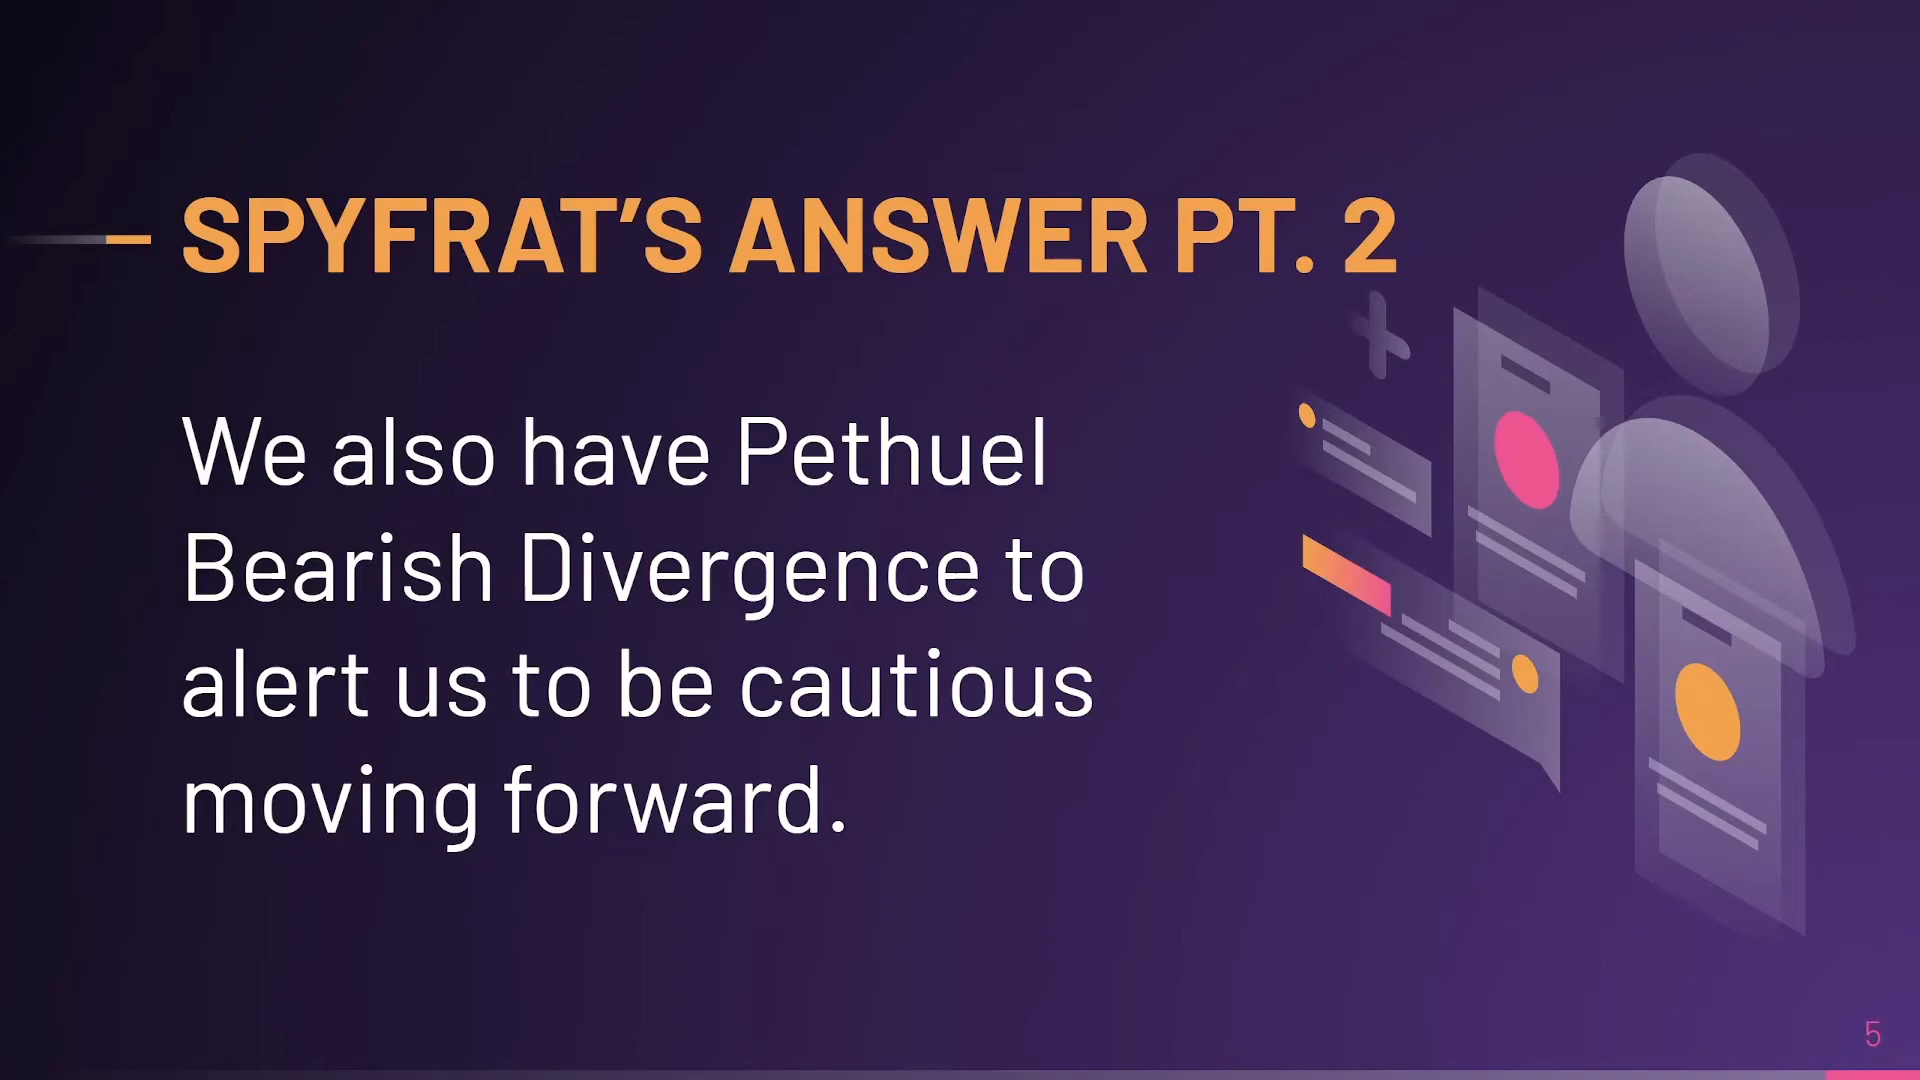 SPYFRAT’S ANSWER PT. 2
We also have Pethuel
Bearish Divergence to
alert us to be cautious
moving forward.
5